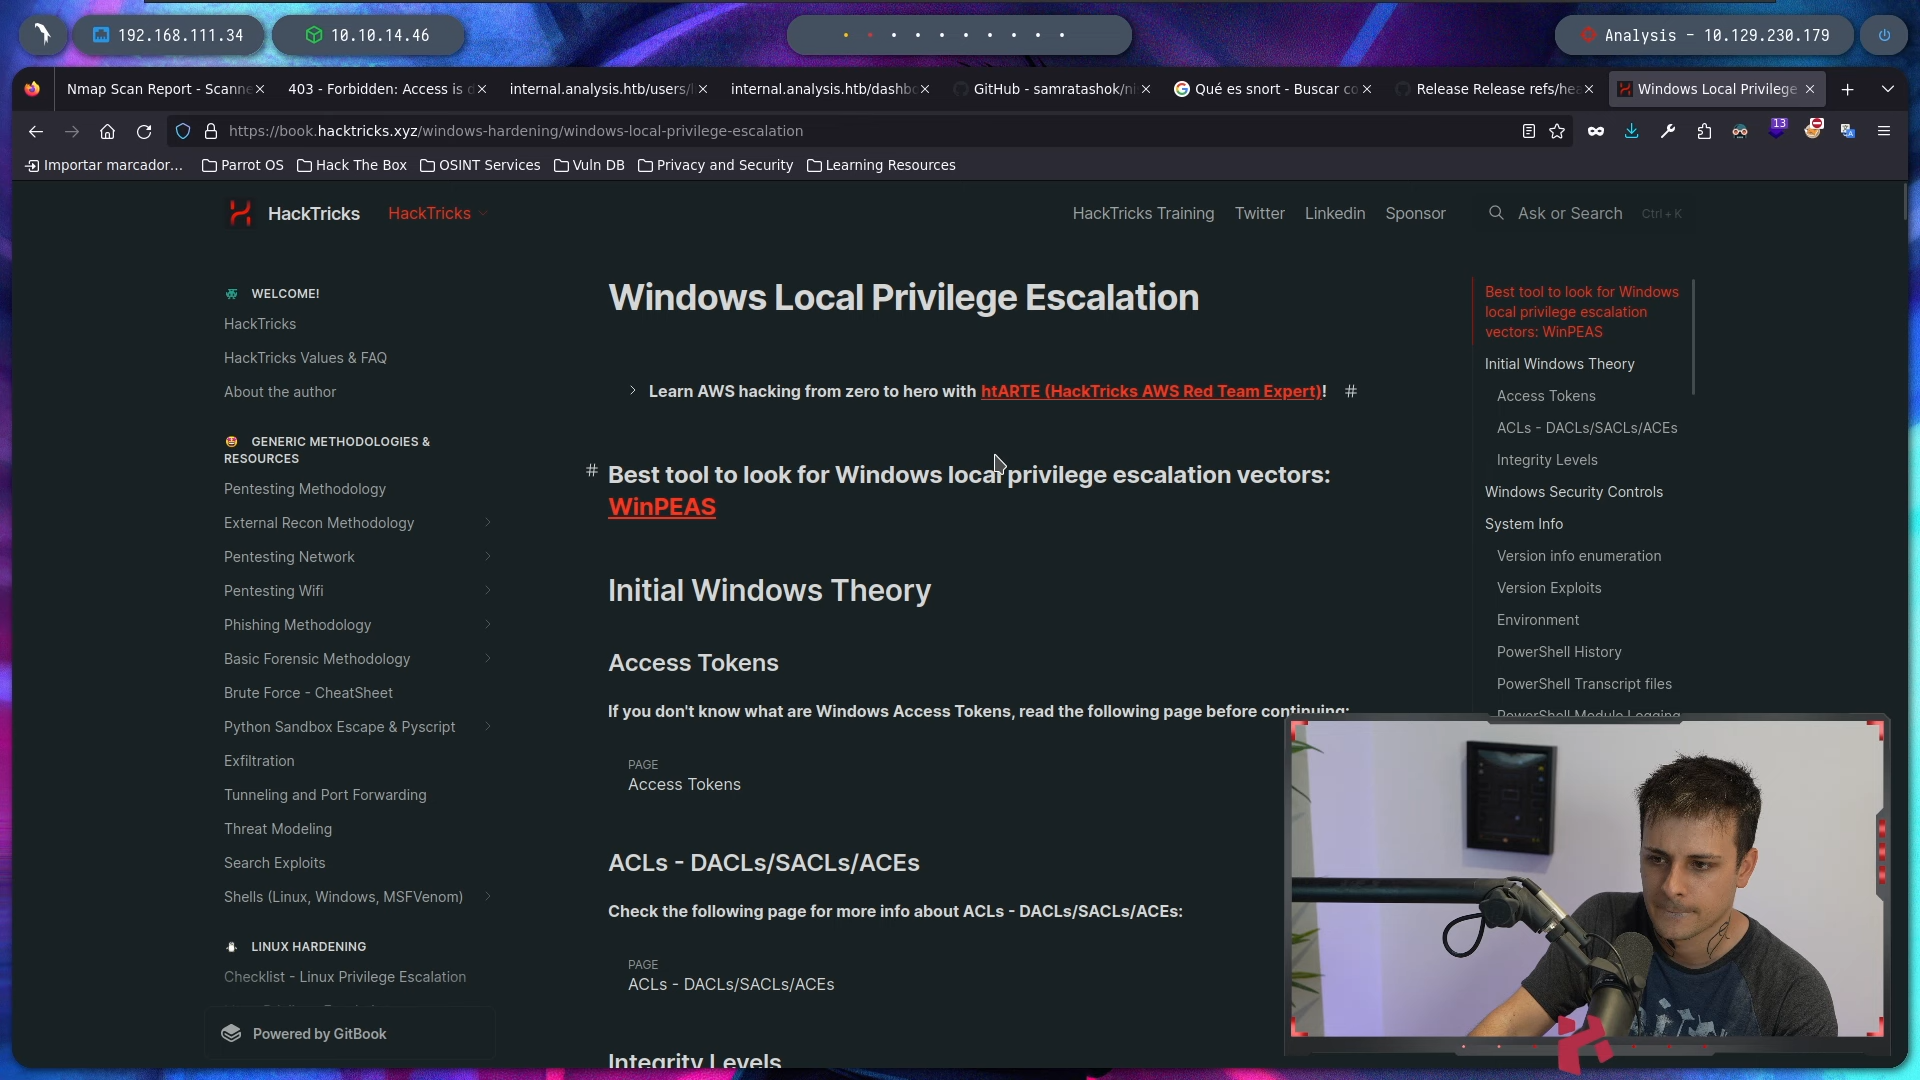 192.168.111.34
10.10.14.46
Analysis - 10.129.230.179
Nmap Scan Report - Scanne
403 - Forbidden: Access is d
internal.analysis.htb/users/l
internal.analysis.htb/dashbo
GitHub - samratashok/ni
Qué es snort - Buscar co
Release Release refs/hea
Windows Local Privilege
https://book.hacktricks.xyz/windows-hardening/windows-local-privilege-escalation
13
Importar marcador...
Parrot OS
Hack The Box
OSINT Services
Vuln DB
Privacy and Security
Learning Resources
HackTricks
HackTricks
HackTricks Training
Twitter
Linkedin
Sponsor
Ask or Search
Ctrl + K
WELCOME!
HackTricks
HackTricks Values & FAQ
About the author
GENERIC METHODOLOGIES &
RESOURCES
Pentesting Methodology
External Recon Methodology
Pentesting Network
Pentesting Wifi
Phishing Methodology
Basic Forensic Methodology
Brute Force - CheatSheet
Python Sandbox Escape & Pyscript
Exfiltration
Tunneling and Port Forwarding
Threat Modeling
Search Exploits
Shells (Linux, Windows, MSFVenom)
LINUX HARDENING
Checklist - Linux Privilege Escalation
Powered by GitBook
Windows Local Privilege Escalation
Learn AWS hacking from zero to hero with htARTE (HackTricks AWS Red Team Expert)! #
# Best tool to look for Windows local privilege escalation vectors:
WinPEAS
Initial Windows Theory
Access Tokens
If you don't know what are Windows Access Tokens, read the following page before continuing:
PAGE
Access Tokens
ACLs - DACLs/SACLs/ACEs
Check the following page for more info about ACLs - DACLs/SACLs/ACEs:
PAGE
ACLs - DACLs/SACLs/ACEs
Integrity Levels
Best tool to look for Windows
local privilege escalation
vectors: WinPEAS
Initial Windows Theory
Access Tokens
ACLs - DACLs/SACLs/ACEs
Integrity Levels
Windows Security Controls
System Info
Version info enumeration
Version Exploits
Environment
PowerShell History
PowerShell Transcript files
PowerShell Module Logging